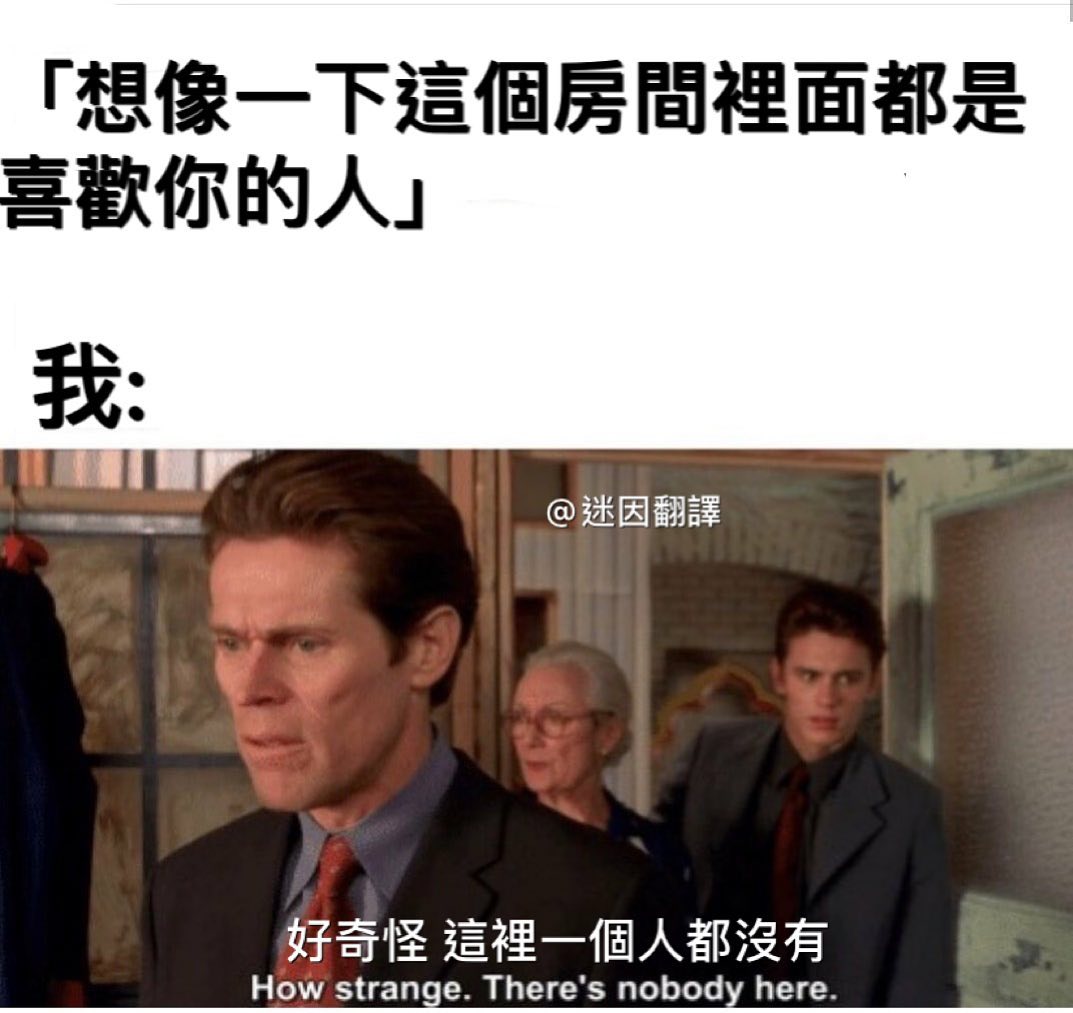 「想像一下這個房間裡面都是
喜歡你的人」
我:
@迷因翻譯
好奇怪 這裡一個人都沒有
How strange. There's nobody here.